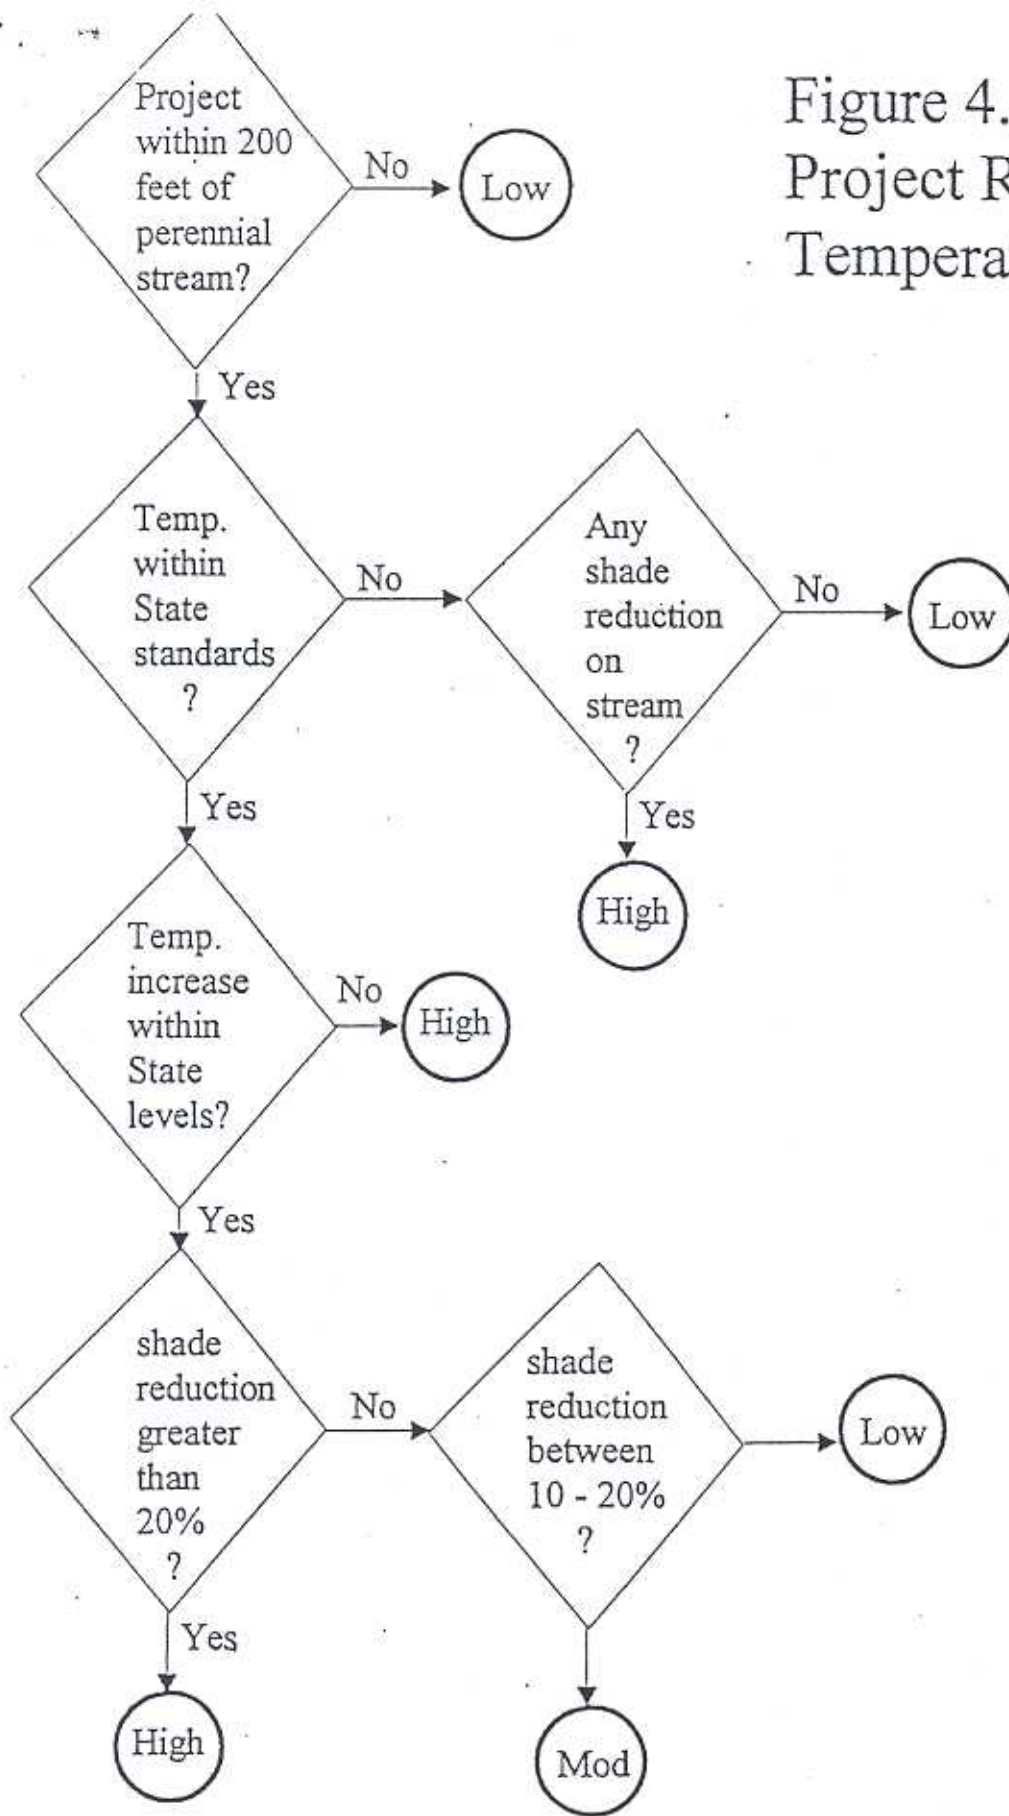 Figure 4.
Project R
Tempera
Project
within 200
feet of
perennial
stream?
No
Low
Yes
Temp.
within
State
standards
?
No
Any
shade
reduction
on
stream
?
No
Low
Yes
High
Yes
Temp.
increase
within
State
levels?
No
High
Yes
shade
reduction
greater
than
20%
?
No
shade
reduction
between
10 - 20%
?
Low
Yes
High
Mod